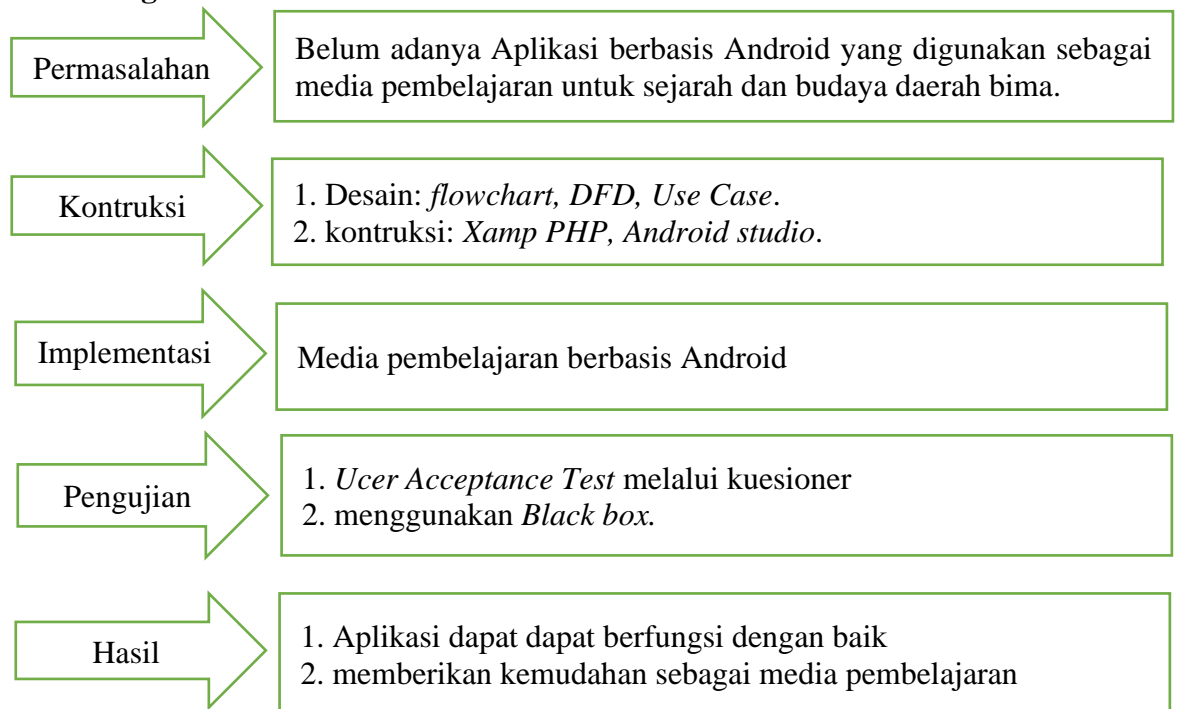 Permasalahan
Belum adanya Aplikasi berbasis Android yang digunakan sebagai
media pembelajaran untuk sejarah dan budaya daerah bima.
Kontruksi
1. Desain: flowchart, DFD, Use Case.
2. kontruksi: Xamp PHP, Android studio.
Implementasi
Media pembelajaran berbasis Android
Pengujian
1. Ucer Acceptance Test melalui kuesioner
2. menggunakan Black box.
Hasil
1. Aplikasi dapat dapat berfungsi dengan baik
2. memberikan kemudahan sebagai media pembelajaran